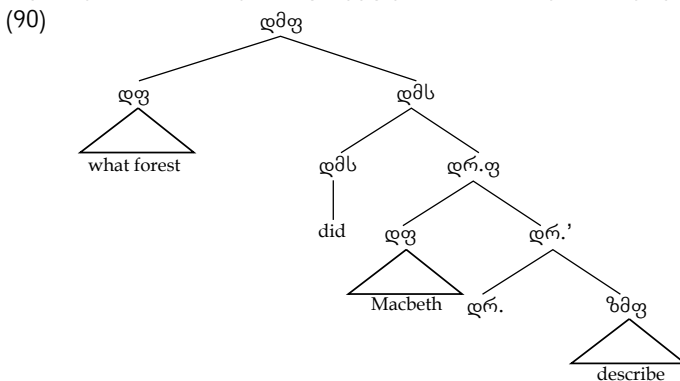 (90)
დმფ
დფ დმს
what forest
დმს დრ.ფ
did
დფ დრ.’
Macbeth
დრ. ზმფ
describe